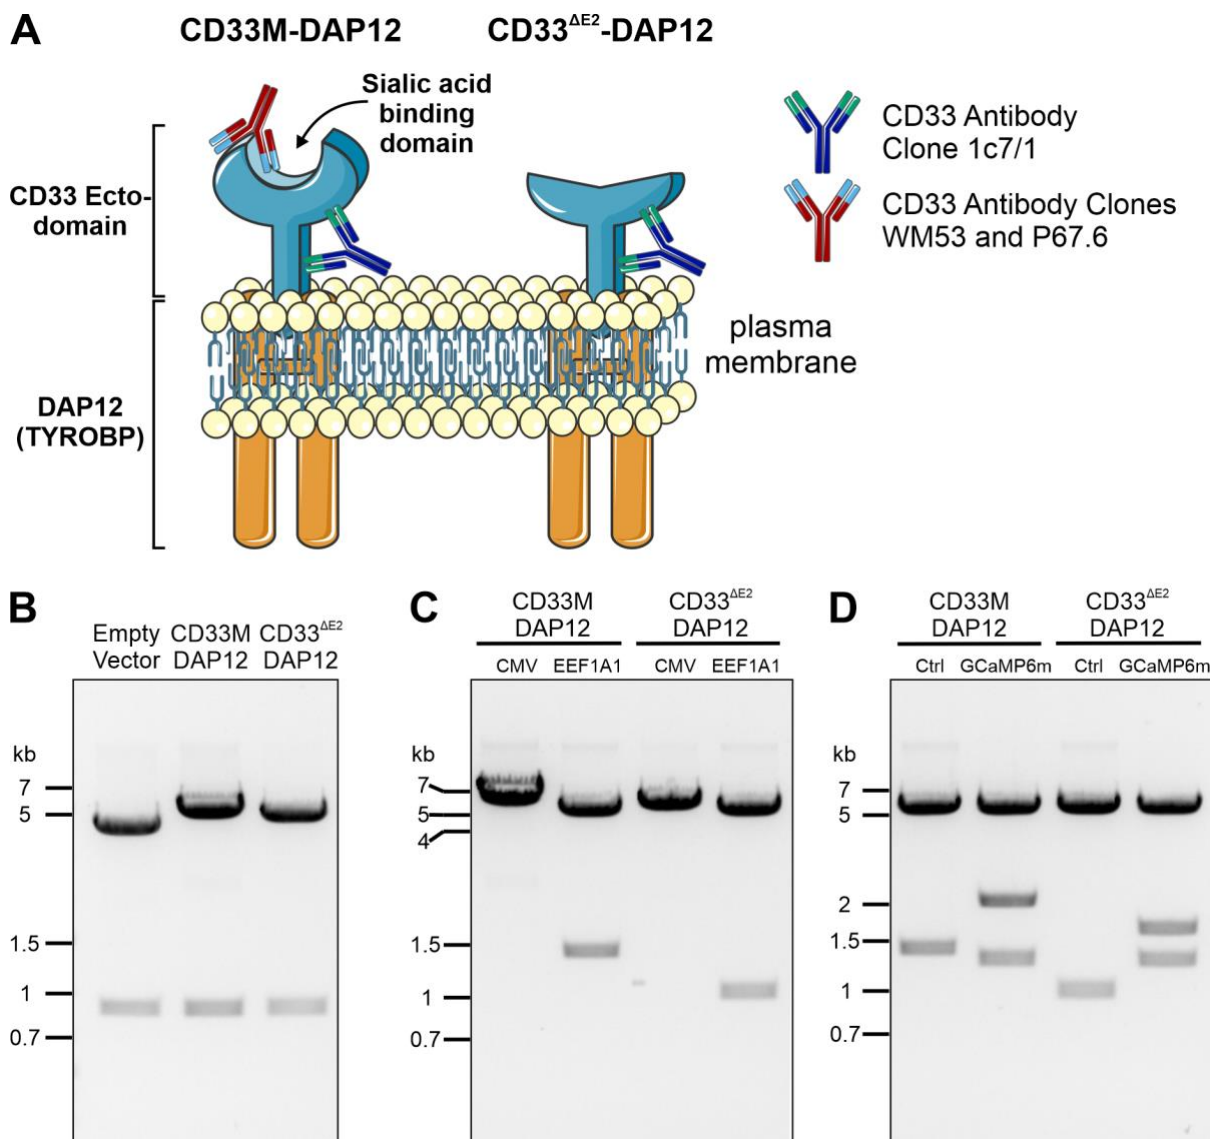 A
CD33M-DAP12
CD33ΔE2-DAP12
Sialic acid
binding
domain
CD33 Ecto-
domain
DAP12
(TYROBP)
plasma
membrane
CD33 Antibody
Clone 1c7/1
CD33 Antibody Clones
WM53 and P67.6
B
Empty
Vector
CD33M
DAP12
CD33ΔE2
DAP12
kb
7
5
1.5
1
0.7
C
CD33M
DAP12
CD33ΔE2
DAP12
CMV EEF1A1 CMV EEF1A1
kb
7
5
4
1.5
1
0.7
D
CD33M
DAP12
CD33ΔE2
DAP12
Ctrl GCaMP6m Ctrl GCaMP6m
kb
7
5
2
1.5
1
0.7